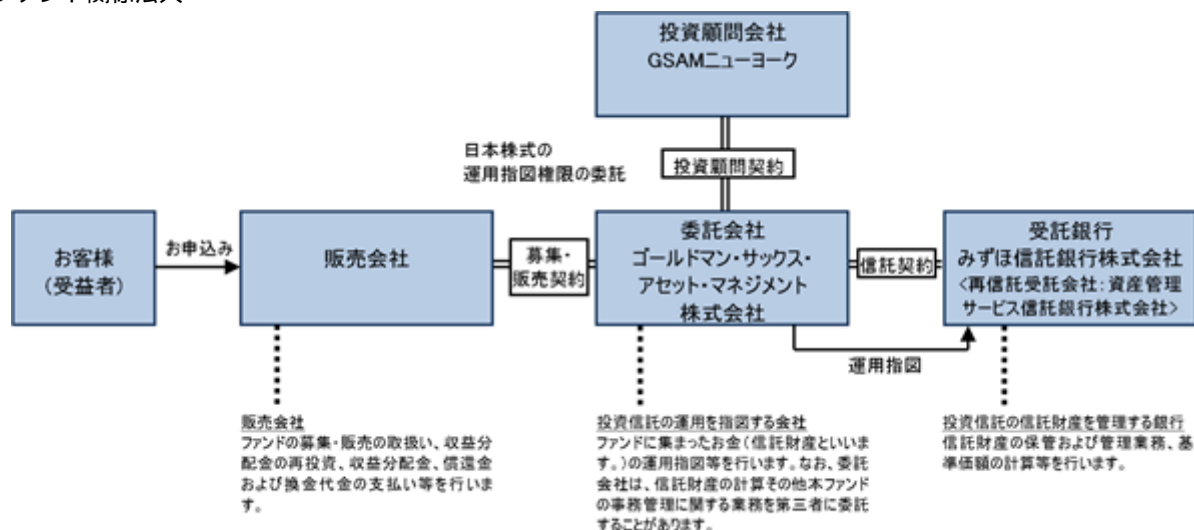 投資顧問会社
GSAMニューヨーク
日本株式の
運用指図権限の委託
投資顧問契約
お客様
(受益者)
お申込み
販売会社
募集・
販売契約
委託会社
ゴールドマン・サックス・
アセット・マネジメント
株式会社
信託契約
受託銀行
みずほ信託銀行株式会社
<再信託受託会社:資産管理
サービス信託銀行株式会社>
運用指図
販売会社
ファンドの募集・販売の取扱い、収益分
配金の再投資、収益分配金、償還金
および換金代金の支払い等を行いま
す。
投資信託の運用を指図する会社
ファンドに集まったお金(信託財産といいま
す。)の運用指図等を行います。なお、委託
会社は、信託財産の計算その他本ファンド
の事務管理に関する業務を第三者に委託
することがあります。
投資信託の信託財産を管理する銀行
信託財産の保管および管理業務、基
準価額の計算等を行います。